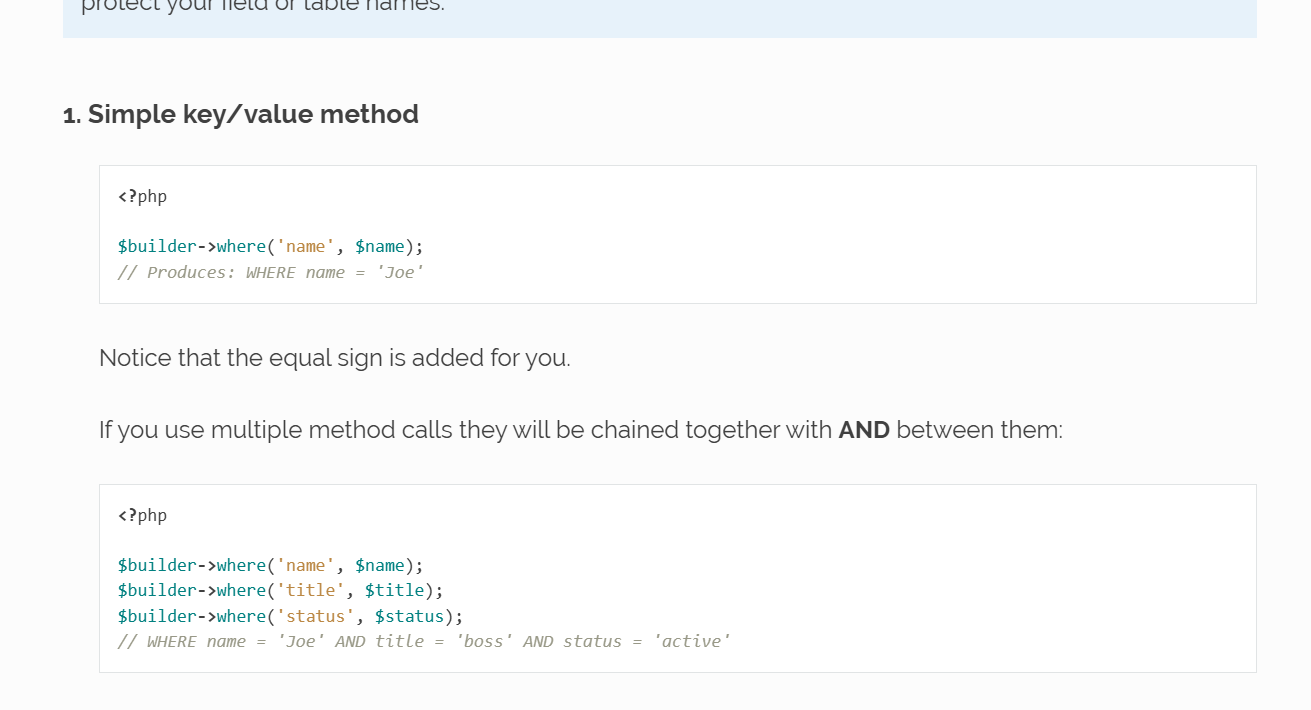 protect your field or table names.
1. Simple key/value method
<?php
$builder->where('name', $name);
// Produces: WHERE name = 'Joe'
Notice that the equal sign is added for you.
If you use multiple method calls they will be chained together with AND between them:
<?php
$builder->where('name', $name);
$builder->where('title', $title);
$builder->where('status', $status);
// WHERE name = 'Joe' AND title = 'boss' AND status = 'active'